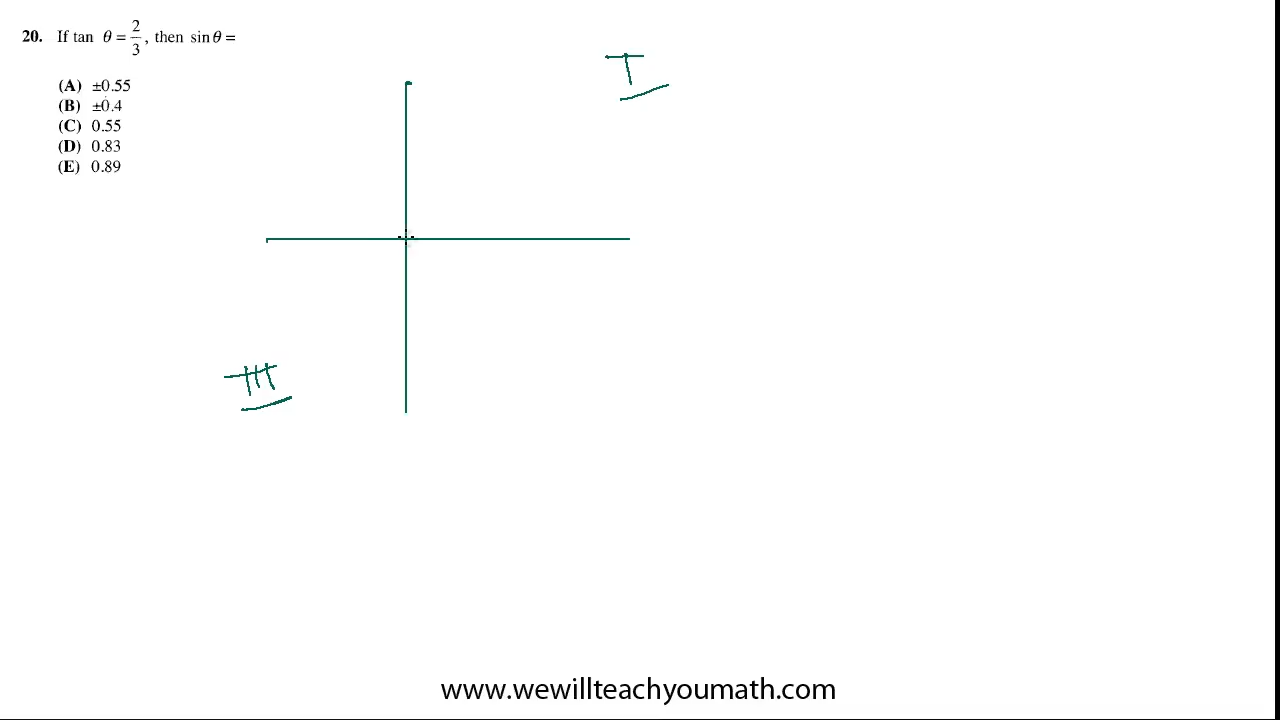 20. If tan θ = 2/3, then sin θ =
(A) ±0.55
(B) ±0.4
(C) 0.55
(D) 0.83
(E) 0.89
I
III
www.wewillteachyoumath.com